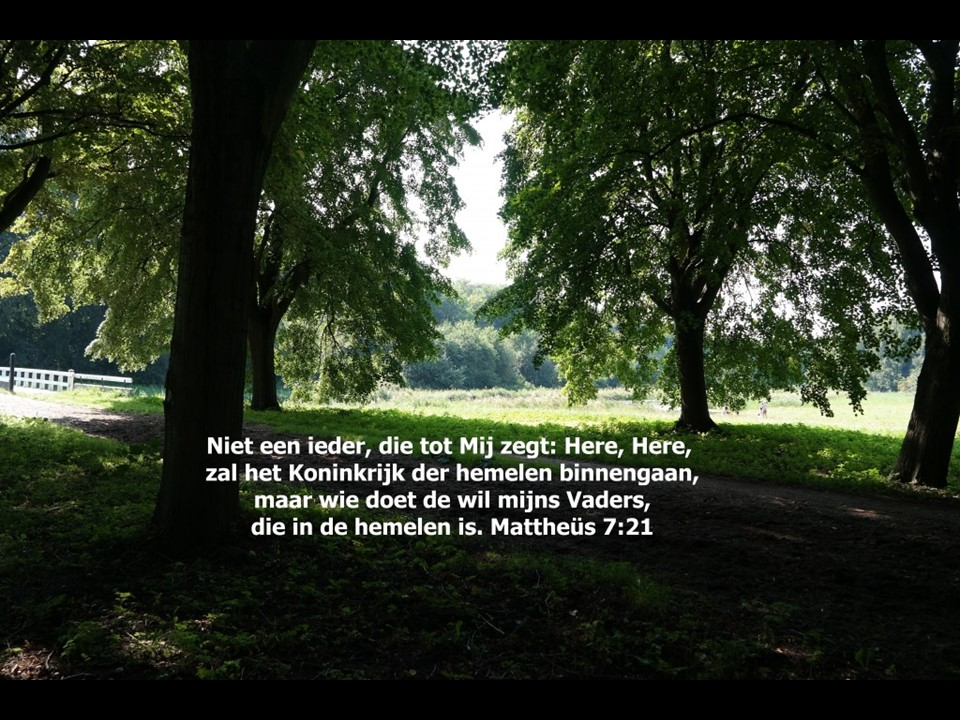 Niet een ieder, die tot Mij zegt: Here, Here,
zal het Koninkrijk der hemelen binnengaan,
maar wie doet de wil mijns Vaders,
die in de hemelen is. Mattheüs 7:21